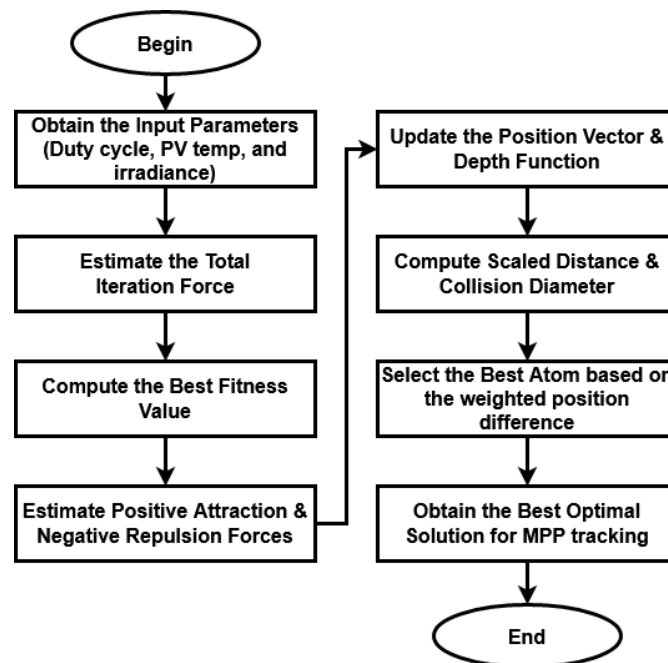 Begin
Obtain the Input Parameters
(Duty cycle, PV temp, and
irradiance)
Estimate the Total
Iteration Force
Compute the Best Fitness
Value
Estimate Positive Attraction &
Negative Repulsion Forces
Update the Position Vector &
Depth Function
Compute Scaled Distance &
Collision Diameter
Select the Best Atom based on
the weighted position
difference
Obtain the Best Optimal
Solution for MPP tracking
End